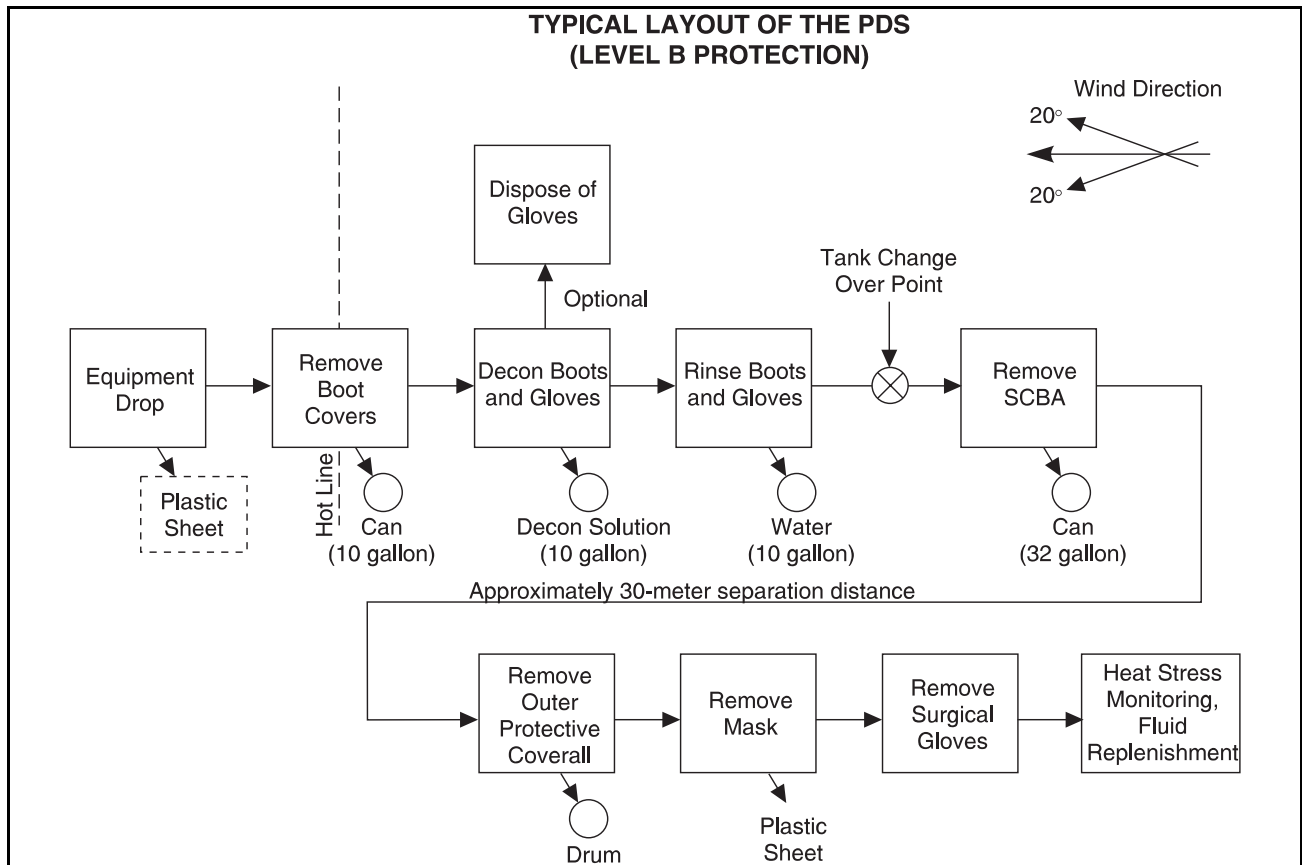 TYPICAL LAYOUT OF THE PDS
(LEVEL B PROTECTION)
Wind Direction
20°
20°
Dispose of
Gloves
Optional
Tank Change
Over Point
Equipment
Drop
Remove
Boot
Covers
Decon Boots
and Gloves
Rinse Boots
and Gloves
Remove
SCBA
Plastic
Sheet
Hot Line
Can
(10 gallon)
Decon Solution
(10 gallon)
Water
(10 gallon)
Can
(32 gallon)
Approximately 30-meter separation distance
Remove
Outer
Protective
Coverall
Remove
Mask
Remove
Surgical
Gloves
Heat Stress
Monitoring,
Fluid
Replenishment
Drum
Plastic
Sheet